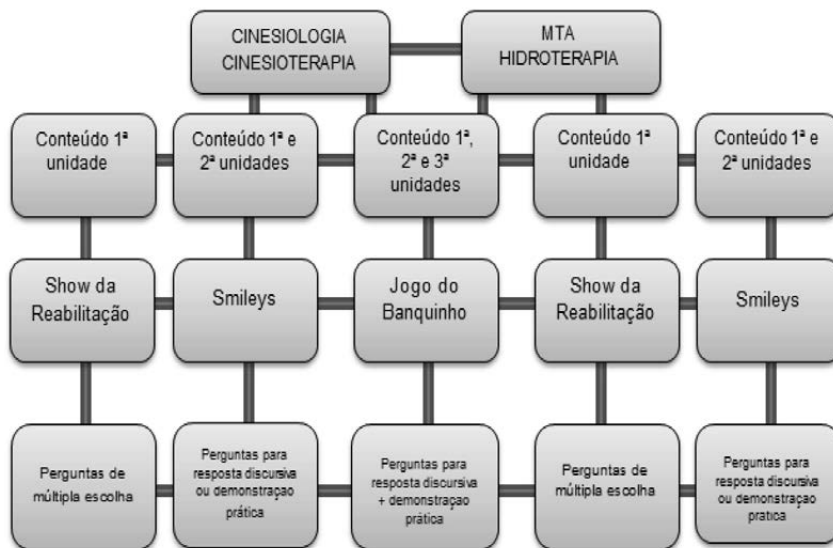 CINESIOLOGIA
CINESIOTERAPIA
MTA
HIDROTERAPIA
Conteúdo 1ª
unidade
Conteúdo 1ª e
2ª unidades
Conteúdo 1ª,
2ª e 3ª
unidades
Conteúdo 1ª
unidade
Conteúdo 1ª e
2ª unidades
Show da
Reabilitação
Smileys
Jogo do
Banquinho
Show da
Reabilitação
Smileys
Perguntas de
múltipla escolha
Perguntas para
resposta discursiva
ou demonstraçao
prática
Perguntas para
resposta discursiva
+ demonstraçao
prática
Perguntas de
múltipla escolha
Perguntas para
resposta discursiva
ou demonstraçao
pratica